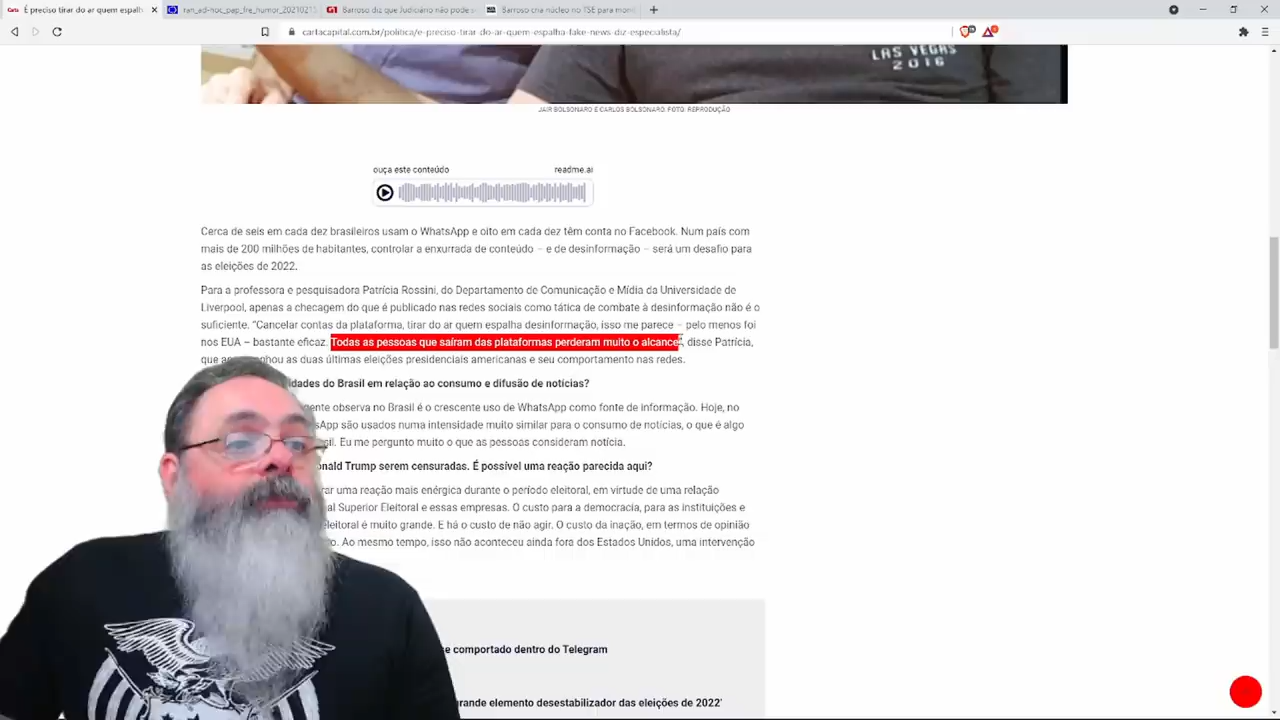 É preciso tirar do ar quem espalh
ran_ad-hoc_pap_fre_humor_20210215
Barroso diz que Judiciário não pode
Barroso cria núcleo no TSE para moni
cartacapital.com.br/politica/e-preciso-tirar-do-ar-quem-espalha-fake-news-diz-especialista/
LAS VEGAS
2016
JAIR BOLSONARO E CARLOS BOLSONARO. FOTO: REPRODUÇÃO
ouça este conteúdo
readme.ai
Cerca de seis em cada dez brasileiros usam o WhatsApp e oito em cada dez têm conta no Facebook. Num país com
mais de 200 milhões de habitantes, controlar a enxurrada de conteúdo – e de desinformação – será um desafio para
as eleições de 2022.
Para a professora e pesquisadora Patrícia Rossini, do Departamento de Comunicação e Mídia da Universidade de
Liverpool, apenas a checagem do que é publicado nas redes sociais como tática de combate à desinformação não é o
suficiente. “Cancelar contas da plataforma, tirar do ar quem espalha desinformação, isso me parece – pelo menos foi
nos EUA – bastante eficaz. Todas as pessoas que saíram das plataformas perderam muito o alcance”, disse Patrícia,
que nhou as duas últimas eleições presidenciais americanas e seu comportamento nas redes.
idades do Brasil em relação ao consumo e difusão de notícias?
ente observa no Brasil é o crescente uso de WhatsApp como fonte de informação. Hoje, no
sApp são usados numa intensidade muito similar para o consumo de notícias, o que é algo
sil. Eu me pergunto muito o que as pessoas consideram notícia.
nald Trump serem censuradas. É possível uma reação parecida aqui?
rar uma reação mais enérgica durante o período eleitoral, em virtude de uma relação
al Superior Eleitoral e essas empresas. O custo para a democracia, para as instituições e
eleitoral é muito grande. E há o custo de não agir. O custo da inação, em termos de opinião
o. Ao mesmo tempo, isso não aconteceu ainda fora dos Estados Unidos, uma intervenção
se comportado dentro do Telegram
grande elemento desestabilizador das eleições de 2022'